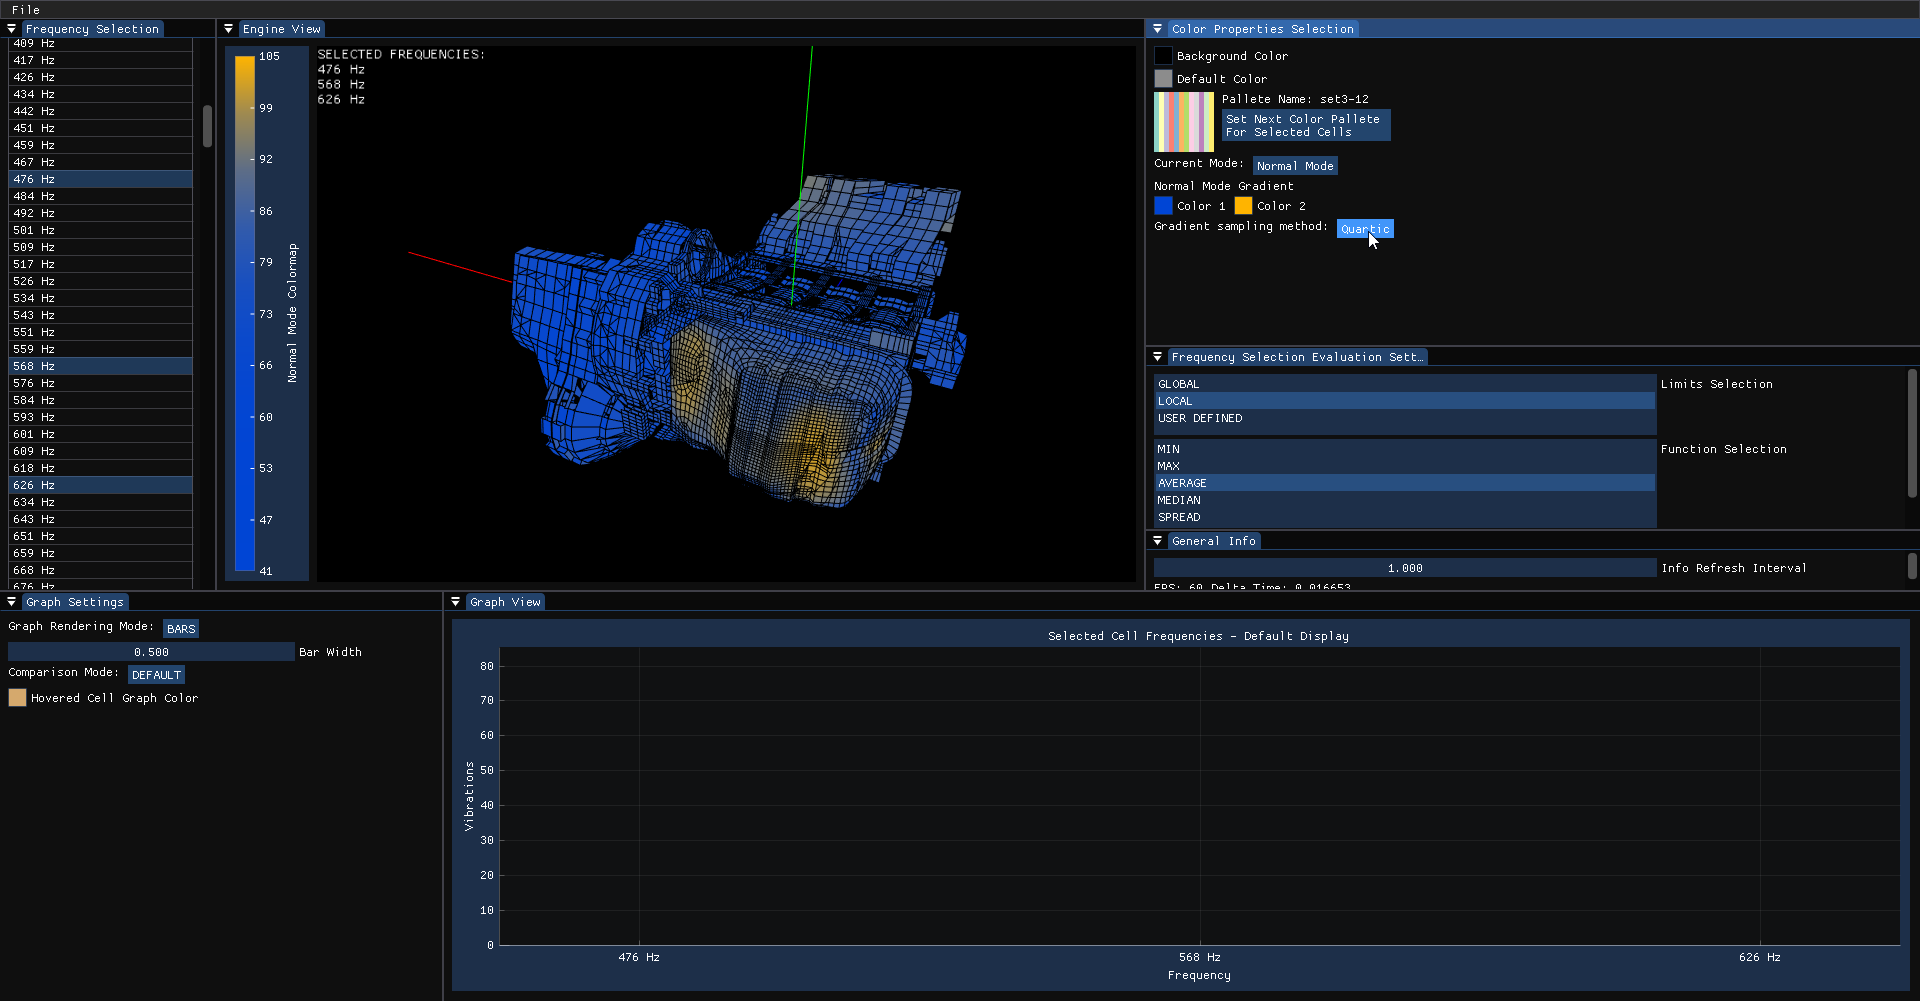 File
Frequency Selection
409 Hz
417 Hz
426 Hz
434 Hz
442 Hz
451 Hz
459 Hz
467 Hz
476 Hz
484 Hz
492 Hz
501 Hz
509 Hz
517 Hz
526 Hz
534 Hz
543 Hz
551 Hz
559 Hz
568 Hz
576 Hz
584 Hz
593 Hz
601 Hz
609 Hz
618 Hz
626 Hz
634 Hz
643 Hz
651 Hz
659 Hz
668 Hz
676 Hz
Engine View
105
99
92
86
79
73
66
60
53
47
41
Normal Mode Colormap
SELECTED FREQUENCIES:
476 Hz
568 Hz
626 Hz
Color Properties Selection
Background Color
Default Color
Pallete Name: set3-12
Set Next Color Pallete
For Selected Cells
Current Mode: Normal Mode
Normal Mode Gradient
Color 1 Color 2
Gradient sampling method: Quartic
Frequency Selection Evaluation Sett…
GLOBAL
LOCAL
USER DEFINED
Limits Selection
MIN
MAX
AVERAGE
MEDIAN
SPREAD
Function Selection
General Info
1.000 Info Refresh Interval
FPS: 60 Delta Time: 0.016653
Graph Settings
Graph Rendering Mode: BARS
0.500 Bar Width
Comparison Mode: DEFAULT
Hovered Cell Graph Color
Graph View
Selected Cell Frequencies - Default Display
80
70
60
50
40
30
20
10
0
Vibrations
476 Hz 568 Hz 626 Hz
Frequency